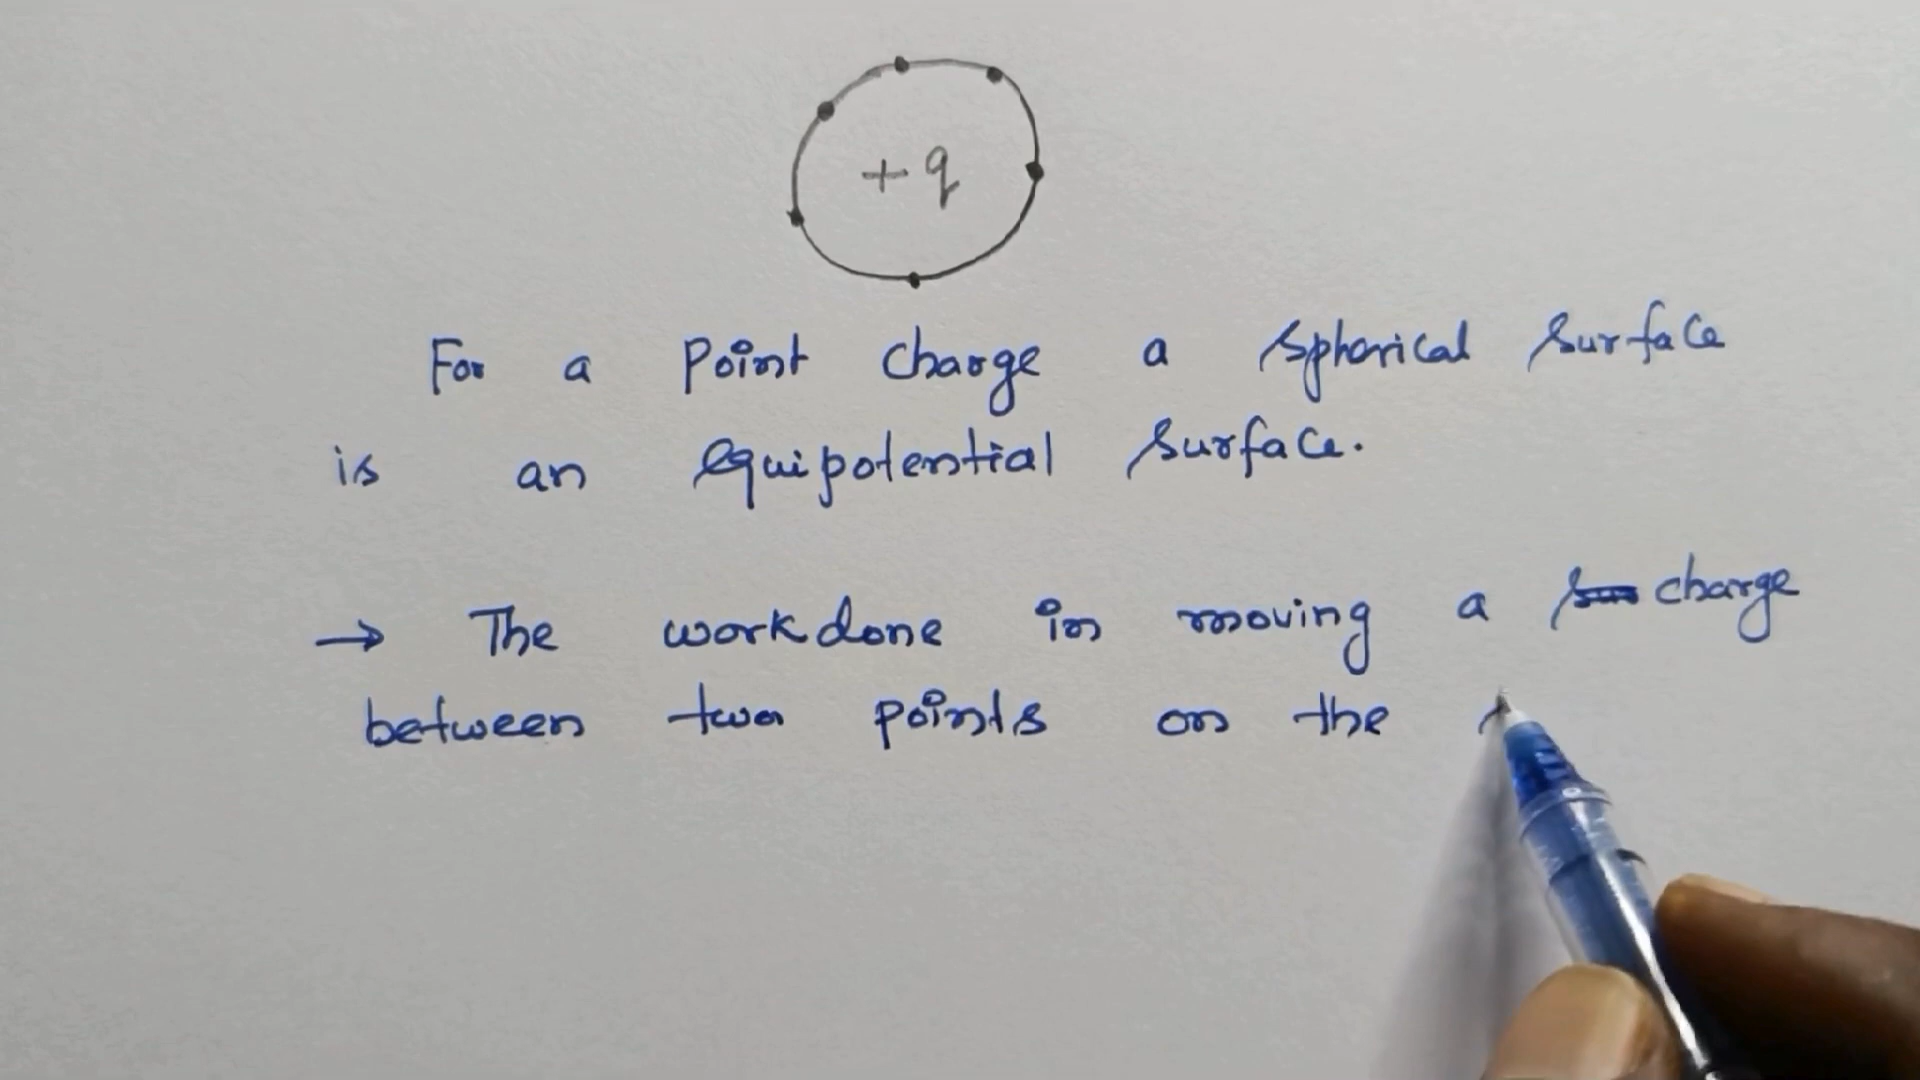 + q
For a point charge a spherical surface
is an equipotential surface.
→ The workdone in moving a charge
between two points on the